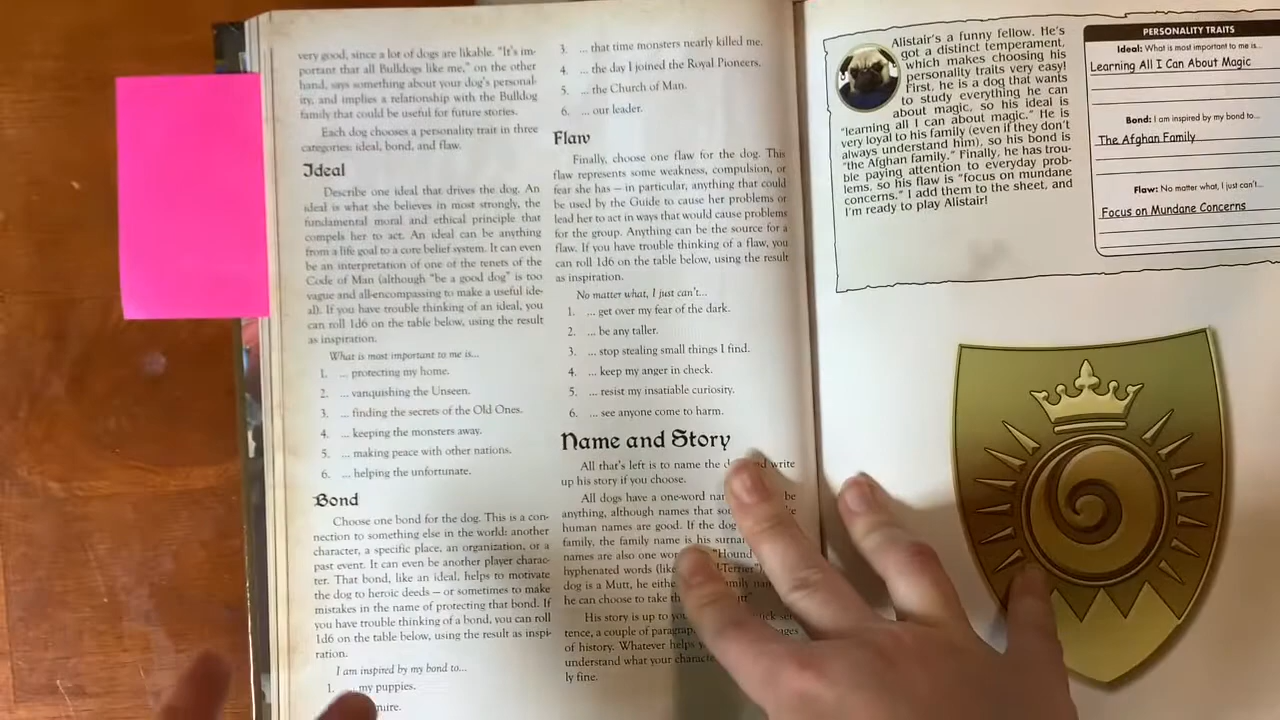 very good, since a lot of dogs are likable. "It's im-
portant that all Bulldogs like me," on the other
hand, says something about your dog's personal-
ity, and implies a relationship with the Bulldog
family that could be useful for future stories.
Each dog chooses a personality trait in three
categories: ideal, bond, and flaw.
Ideal
Describe one ideal that drives the dog. An
ideal is what she believes in most strongly, the
fundamental moral and ethical principle that
compels her to act. An ideal can be anything
from a life goal to a core belief system. It can even
be an interpretation of one of the tenets of the
Code of Man (although "be a good dog" is too
vague and all-encompassing to make a useful ide-
al). If you have trouble thinking of an ideal, you
can roll 1d6 on the table below, using the result
as inspiration.
What is most important to me is...
1. ... protecting my home.
2. ... vanquishing the Unseen.
3. ... finding the secrets of the Old Ones.
4. ... keeping the monsters away.
5. ... making peace with other nations.
6. ... helping the unfortunate.
Bond
Choose one bond for the dog. This is a con-
nection to something else in the world: another
character, a specific place, an organization, or a
past event. It can even be another player charac-
ter. That bond, like an ideal, helps to motivate
the dog to heroic deeds — or sometimes to make
mistakes in the name of protecting that bond. If
you have trouble thinking of a bond, you can roll
1d6 on the table below, using the result as inspi-
ration.
I am inspired by my bond to...
1. ... my puppies.
3. ... that time monsters nearly killed me.
4. ... the day I joined the Royal Pioneers.
5. ... the Church of Man.
6. ... our leader.
Flaw
Finally, choose one flaw for the dog. This
flaw represents some weakness, compulsion, or
fear she has — in particular, anything that could
be used by the Guide to cause her problems or
lead her to act in ways that would cause problems
for the group. Anything can be the source for a
flaw. If you have trouble thinking of a flaw, you
can roll 1d6 on the table below, using the result
as inspiration.
No matter what, I just can't...
1. ... get over my fear of the dark.
2. ... be any taller.
3. ... stop stealing small things I find.
4. ... keep my anger in check.
5. ... resist my insatiable curiosity.
6. ... see anyone come to harm.
Name and Story
All that's left is to name the and write
up his story if you choose.
All dogs have a one-word be
anything, although names that
human names are good. If the dog
family, the family name is his
names are also one "Hound
hyphenated words (like
dog is a Mutt, he
he can choose to take
His story is up to
tence, a couple of
of history. Whatever helps
understand what your
ly fine.
Alistair's a funny fellow. He's
got a distinct temperament,
which makes choosing his
personality traits very easy!
First, he is a dog that wants
to study everything he can
about magic, so his ideal is
"learning all I can about magic." He is
very loyal to his family (even if they don't
always understand him), so his bond is
"the Afghan family." Finally, he has trou-
ble paying attention to everyday prob-
lems, so his flaw is "focus on mundane
concerns." I add them to the sheet, and
I'm ready to play Alistair!
PERSONALITY TRAITS
Ideal: What is most important to me is...
Learning All I Can About Magic
Bond: I am inspired by my bond to...
The Afghan Family
Flaw: No matter what, I just can't...
Focus on Mundane Concerns